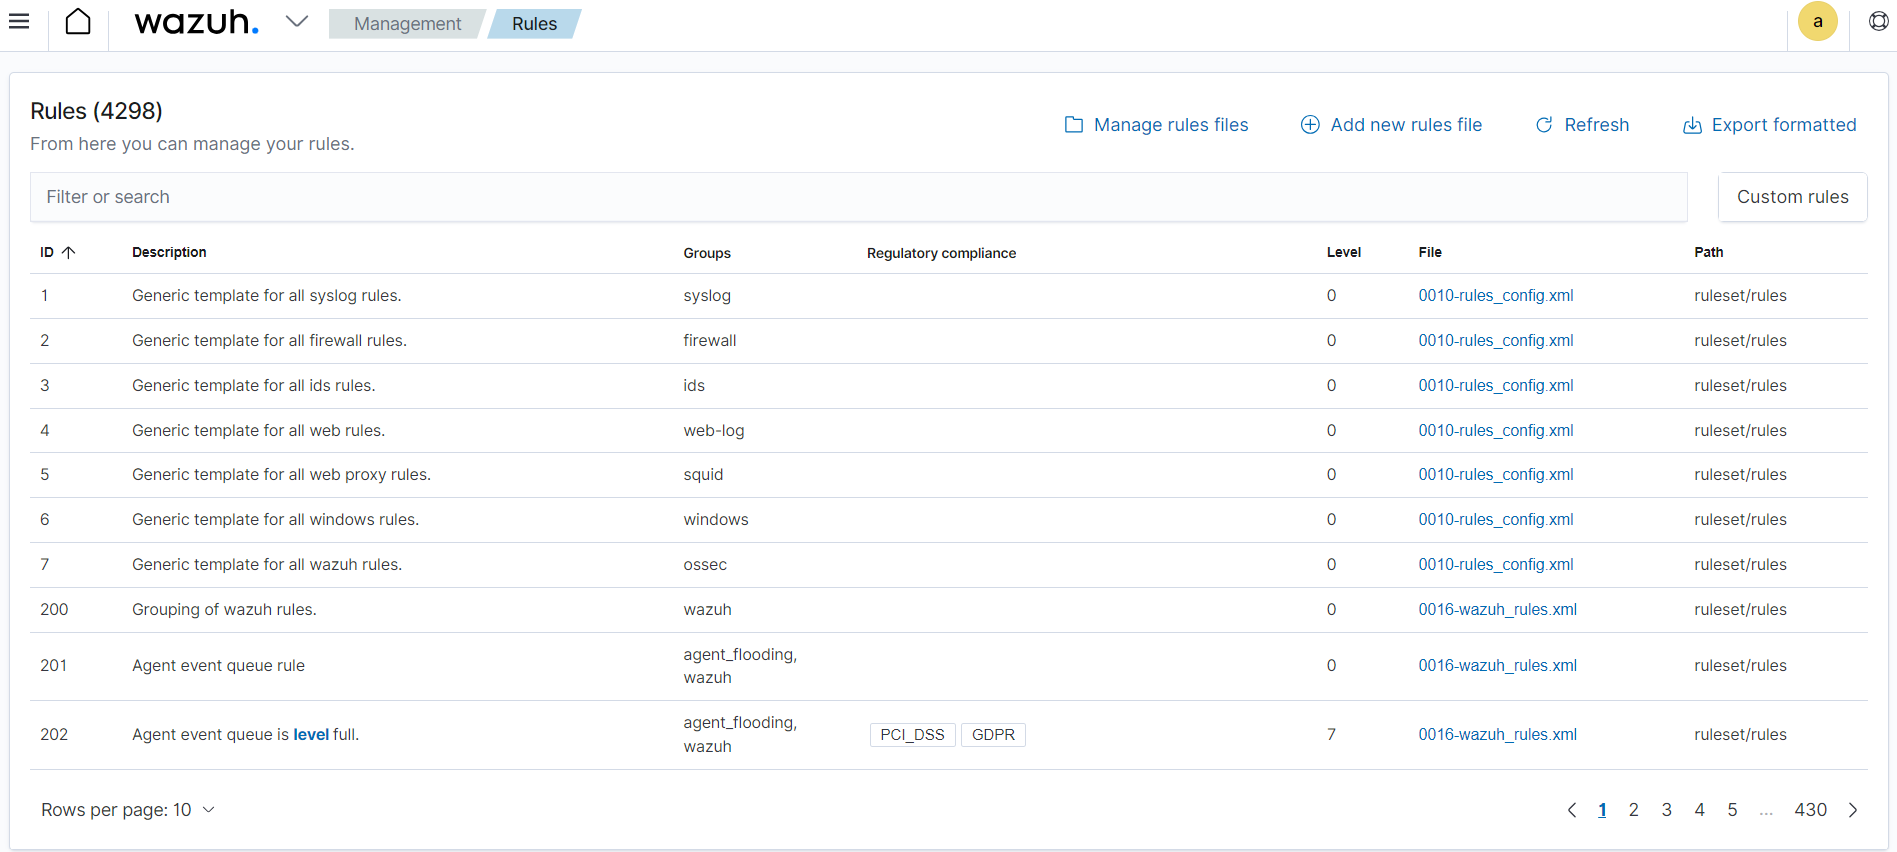 wazuh. Management Rules a
Rules (4298)
From here you can manage your rules.
Manage rules files Add new rules file Refresh Export formatted
Filter or search Custom rules
ID Description Groups Regulatory compliance Level File Path
1 Generic template for all syslog rules. syslog 0 0010-rules_config.xml ruleset/rules
2 Generic template for all firewall rules. firewall 0 0010-rules_config.xml ruleset/rules
3 Generic template for all ids rules. ids 0 0010-rules_config.xml ruleset/rules
4 Generic template for all web rules. web-log 0 0010-rules_config.xml ruleset/rules
5 Generic template for all web proxy rules. squid 0 0010-rules_config.xml ruleset/rules
6 Generic template for all windows rules. windows 0 0010-rules_config.xml ruleset/rules
7 Generic template for all wazuh rules. ossec 0 0010-rules_config.xml ruleset/rules
200 Grouping of wazuh rules. wazuh 0 0016-wazuh_rules.xml ruleset/rules
201 Agent event queue rule agent_flooding, wazuh 0 0016-wazuh_rules.xml ruleset/rules
202 Agent event queue is level full. agent_flooding, wazuh PCI_DSS GDPR 7 0016-wazuh_rules.xml ruleset/rules
Rows per page: 10 1 2 3 4 5 ... 430